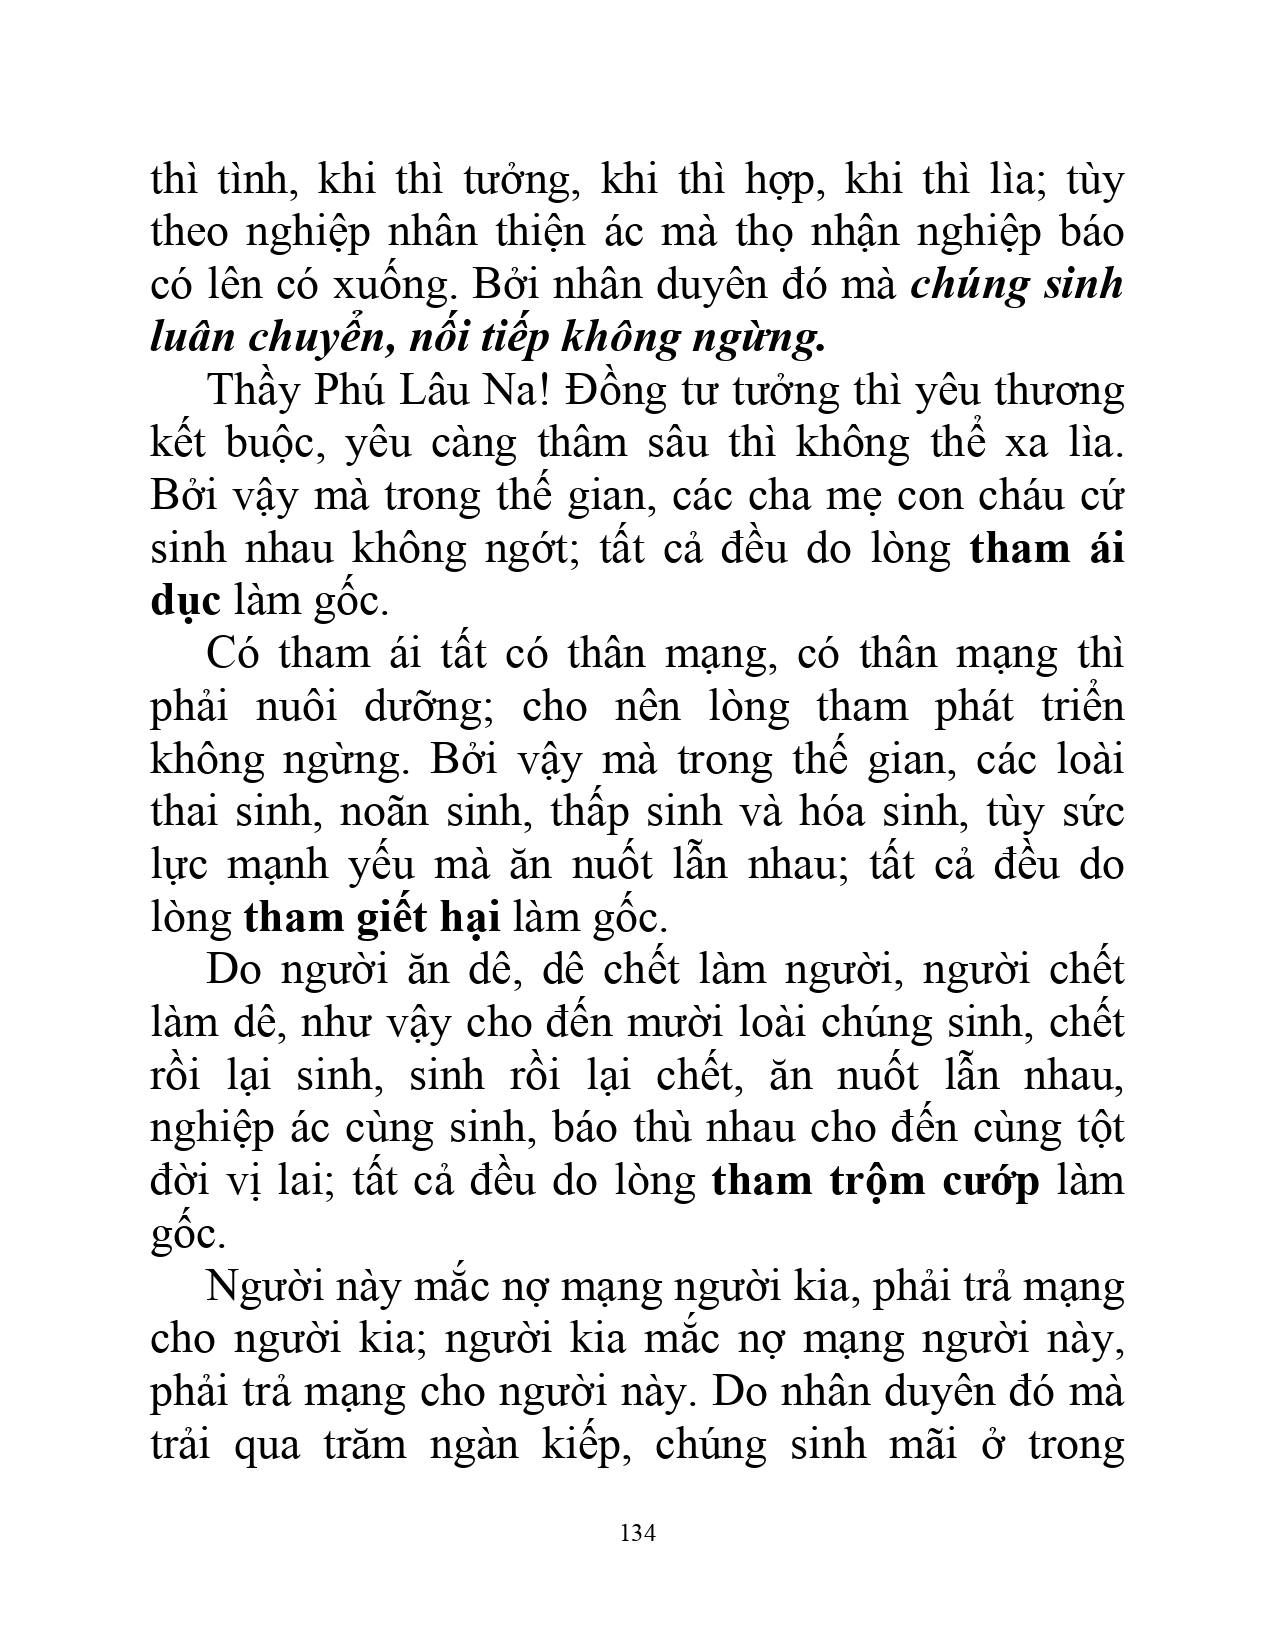 thì tình, khi thì tưởng, khi thì hợp, khi thì lìa; tùy
theo nghiệp nhân thiện ác mà thọ nhận nghiệp báo
có lên có xuống. Bởi nhân duyên đó mà chúng sinh
luân chuyển, nối tiếp không ngừng.
Thầy Phú Lâu Na! Đồng tư tưởng thì yêu thương
kết buộc, yêu càng thâm sâu thì không thể xa lìa.
Bởi vậy mà trong thế gian, các cha mẹ con cháu cứ
sinh nhau không ngớt; tất cả đều do lòng tham ái
dục làm gốc.
Có tham ái tất có thân mạng, có thân mạng thì
phải nuôi dưỡng; cho nên lòng tham phát triển
không ngừng. Bởi vậy mà trong thế gian, các loài
thai sinh, noãn sinh, thấp sinh và hóa sinh, tùy sức
lực mạnh yếu mà ăn nuốt lẫn nhau; tất cả đều do
lòng tham giết hại làm gốc.
Do người ăn dê, dê chết làm người, người chết
làm dê, như vậy cho đến mười loài chúng sinh, chết
rồi lại sinh, sinh rồi lại chết, ăn nuốt lẫn nhau,
nghiệp ác cùng sinh, báo thù nhau cho đến cùng tột
đời vị lai; tất cả đều do lòng tham trộm cướp làm
gốc.
Người này mắc nợ mạng người kia, phải trả mạng
cho người kia; người kia mắc nợ mạng người này,
phải trả mạng cho người này. Do nhân duyên đó mà
trải qua trăm ngàn kiếp, chúng sinh mãi ở trong
134